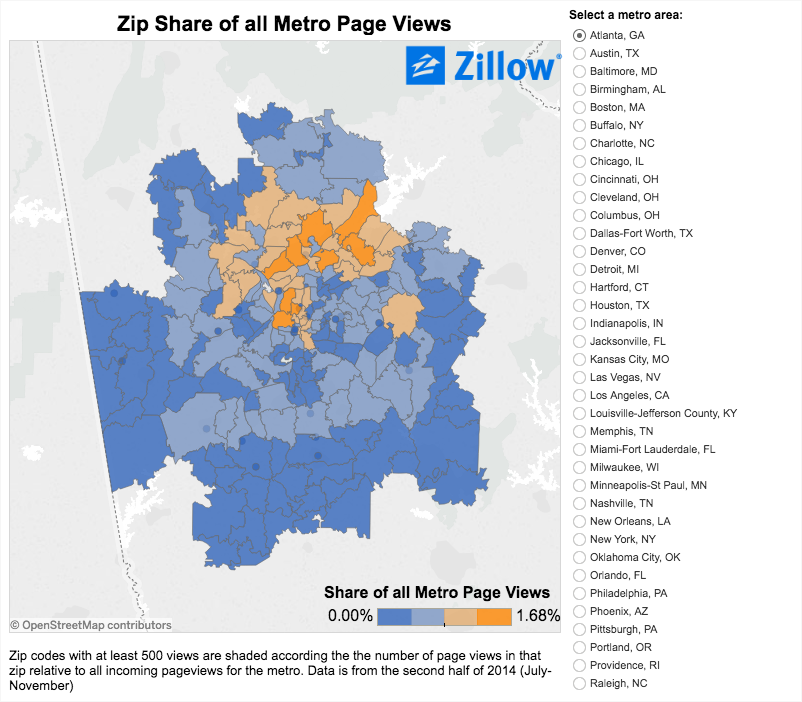 Zip Share of all Metro Page Views
Zillow®
Share of all Metro Page Views
0.00% 1.68%
© OpenStreetMap contributors
Zip codes with at least 500 views are shaded according the the number of page views in that
zip relative to all incoming pageviews for the metro. Data is from the second half of 2014 (July-
November)
Select a metro area:
Atlanta, GA
Austin, TX
Baltimore, MD
Birmingham, AL
Boston, MA
Buffalo, NY
Charlotte, NC
Chicago, IL
Cincinnati, OH
Cleveland, OH
Columbus, OH
Dallas-Fort Worth, TX
Denver, CO
Detroit, MI
Hartford, CT
Houston, TX
Indianapolis, IN
Jacksonville, FL
Kansas City, MO
Las Vegas, NV
Los Angeles, CA
Louisville-Jefferson County, KY
Memphis, TN
Miami-Fort Lauderdale, FL
Milwaukee, WI
Minneapolis-St Paul, MN
Nashville, TN
New Orleans, LA
New York, NY
Oklahoma City, OK
Orlando, FL
Philadelphia, PA
Phoenix, AZ
Pittsburgh, PA
Portland, OR
Providence, RI
Raleigh, NC